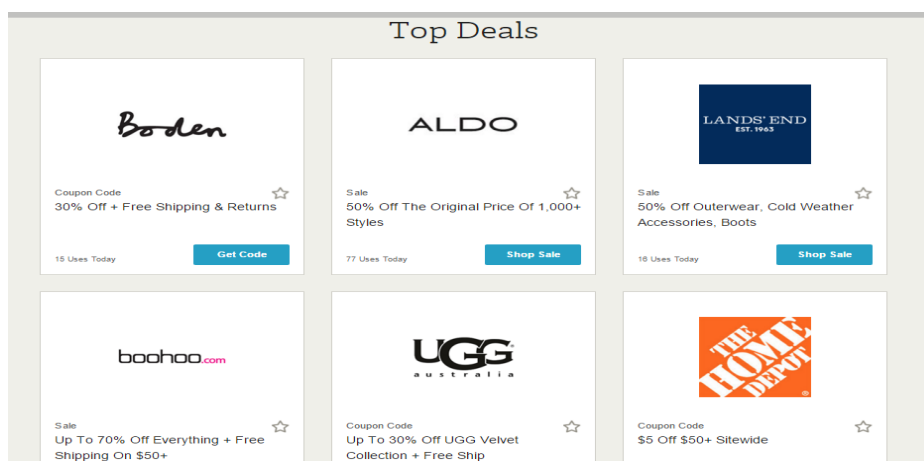 Top Deals
Boden
Coupon Code
30% Off + Free Shipping & Returns
15 Uses Today
Get Code
ALDO
Sale
50% Off The Original Price Of 1,000+
Styles
77 Uses Today
Shop Sale
LANDS' END
EST. 1963
Sale
50% Off Outerwear, Cold Weather
Accessories, Boots
16 Uses Today
Shop Sale
boohoo.com
Sale
Up To 70% Off Everything + Free
Shipping On $50+
UGG
australia
Coupon Code
Up To 30% Off UGG Velvet
Collection + Free Ship
THE
HOME
DEPOT
Coupon Code
$5 Off $50+ Sitewide